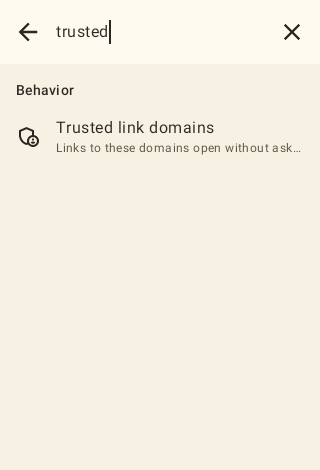 trusted
Behavior
Trusted link domains
Links to these domains open without ask…